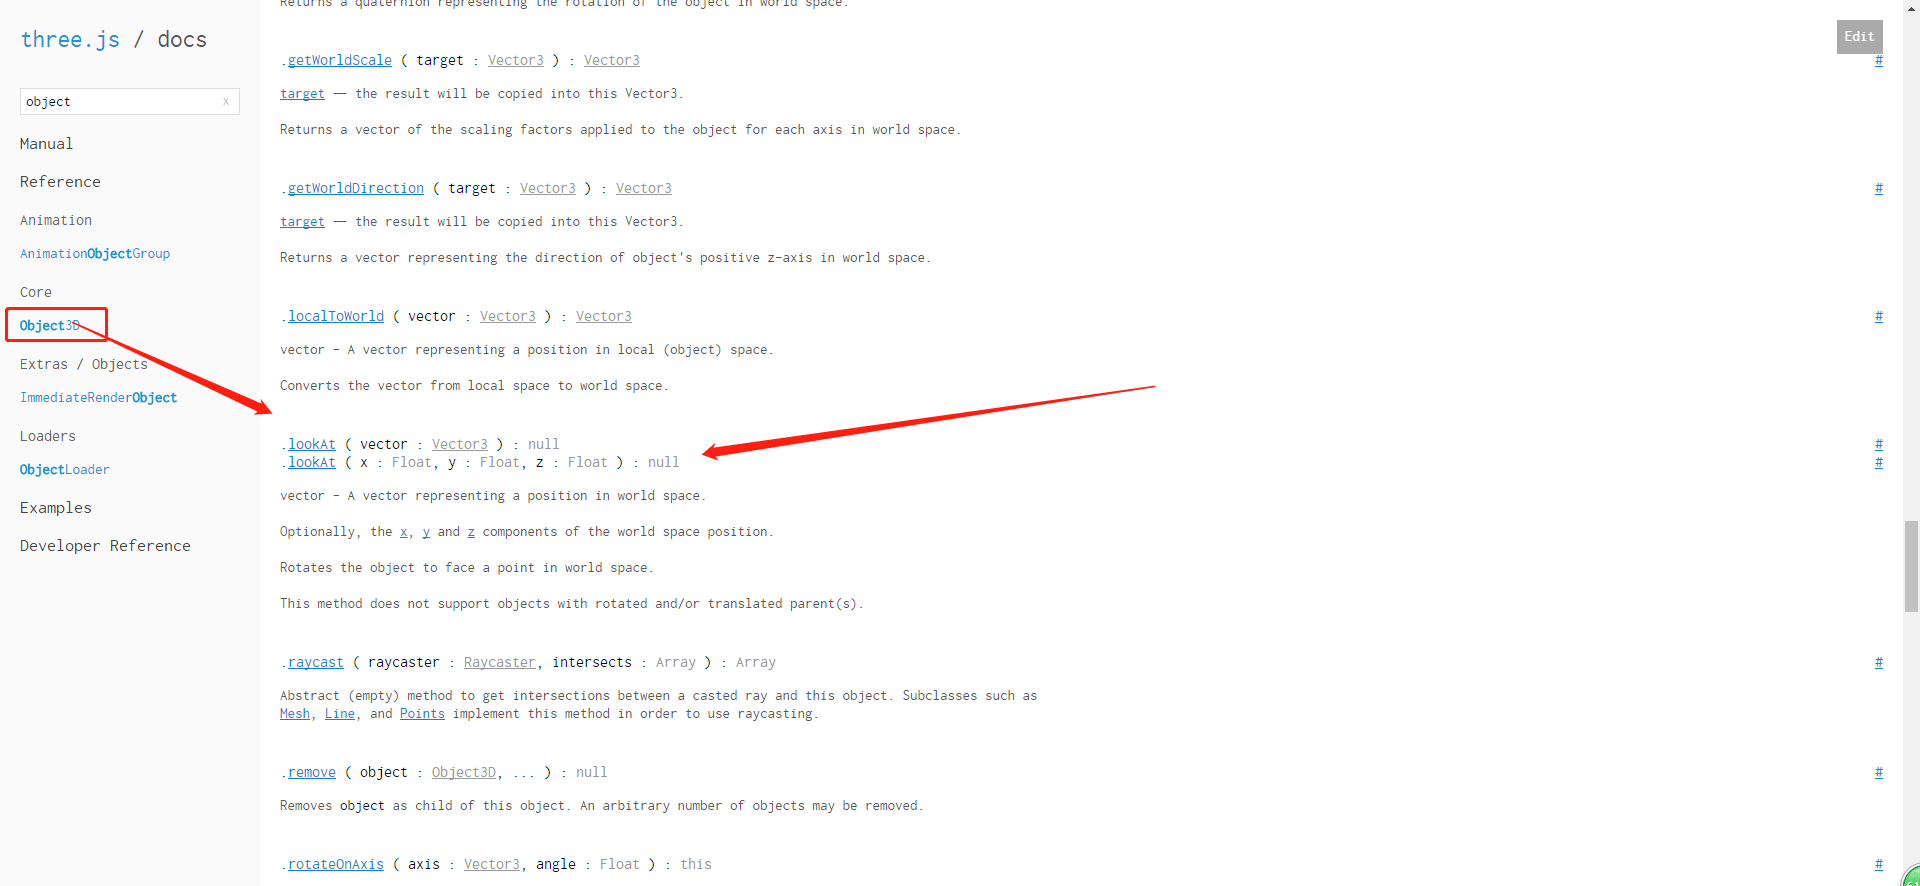 three.js / docs
object
x
Manual
Reference
Animation
AnimationObjectGroup
Core
Object3D
Extras / Objects
ImmediateRenderObject
Loaders
ObjectLoader
Examples
Developer Reference
Returns a quaternion representing the rotation of the object in world space.
Edit
.getWorldScale ( target : Vector3 ) : Vector3 #
target — the result will be copied into this Vector3.
Returns a vector of the scaling factors applied to the object for each axis in world space.
.getWorldDirection ( target : Vector3 ) : Vector3 #
target — the result will be copied into this Vector3.
Returns a vector representing the direction of object's positive z-axis in world space.
.localToWorld ( vector : Vector3 ) : Vector3 #
vector - A vector representing a position in local (object) space.
Converts the vector from local space to world space.
.lookAt ( vector : Vector3 ) : null #
.lookAt ( x : Float, y : Float, z : Float ) : null #
vector - A vector representing a position in world space.
Optionally, the x, y and z components of the world space position.
Rotates the object to face a point in world space.
This method does not support objects with rotated and/or translated parent(s).
.raycast ( raycaster : Raycaster, intersects : Array ) : Array #
Abstract (empty) method to get intersections between a casted ray and this object. Subclasses such as
Mesh, Line, and Points implement this method in order to use raycasting.
.remove ( object : Object3D, ... ) : null #
Removes object as child of this object. An arbitrary number of objects may be removed.
.rotateOnAxis ( axis : Vector3, angle : Float ) : this #